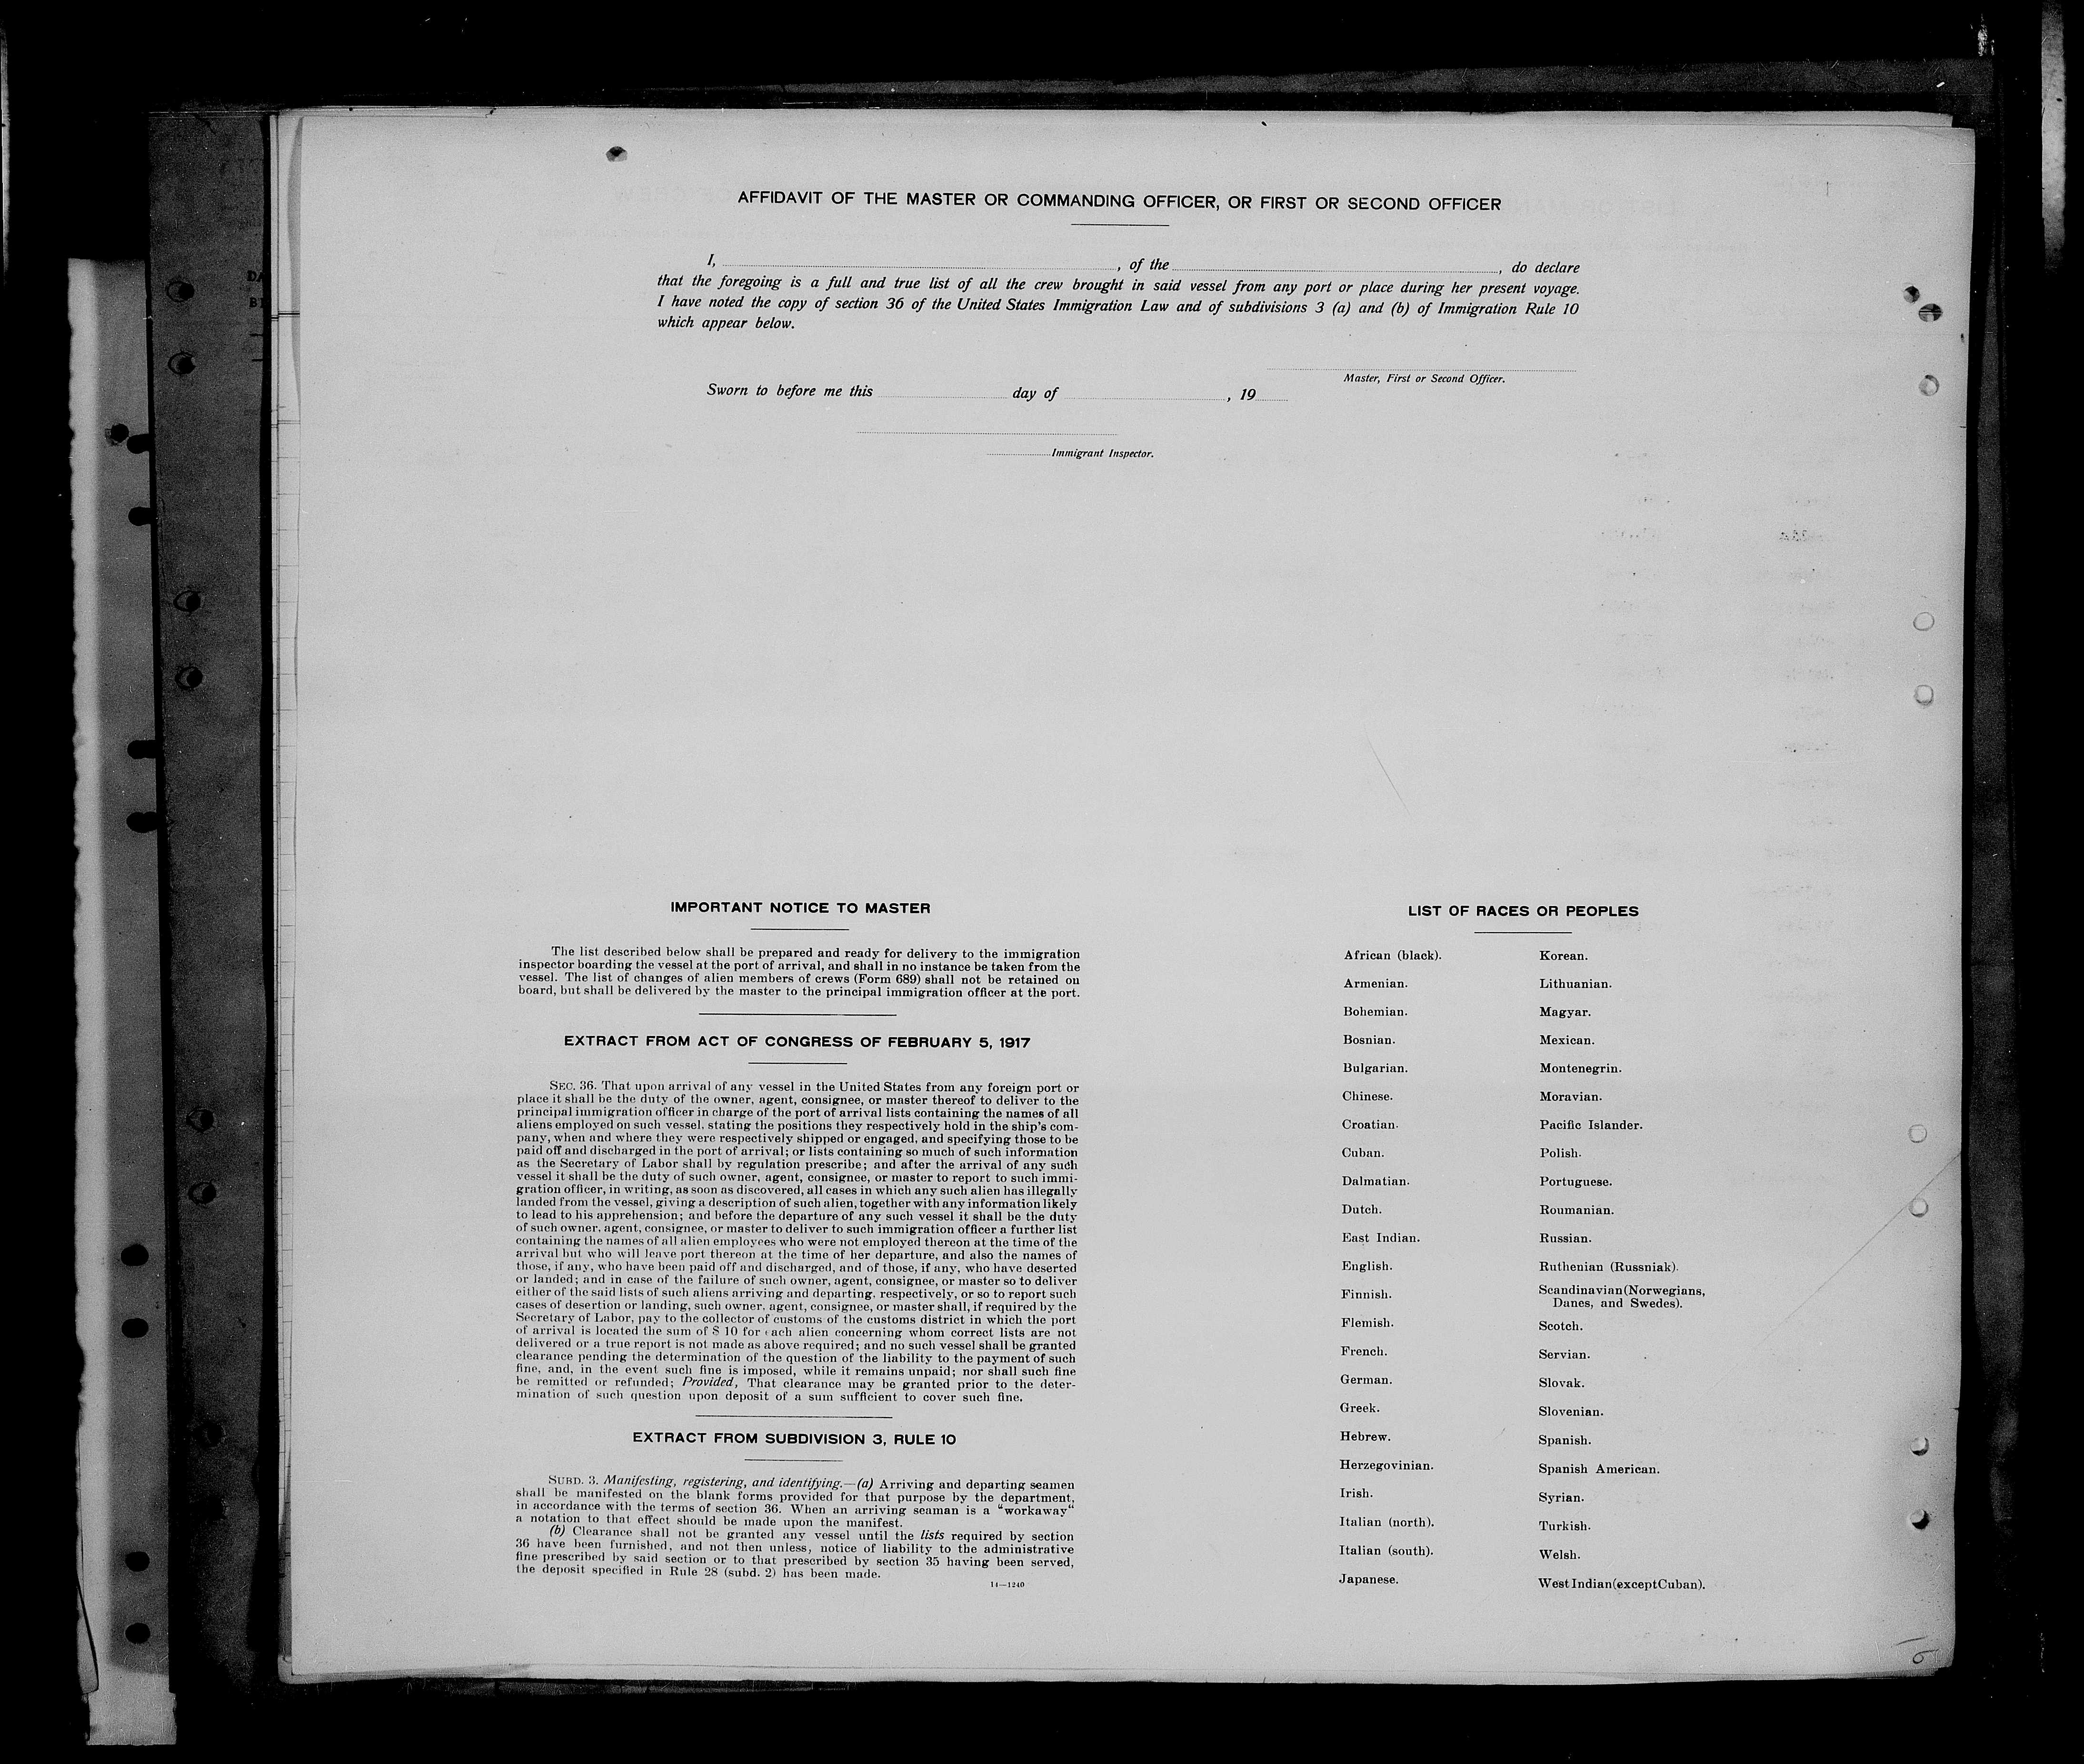 AFFIDAVIT OF THE MASTER OR COMMANDING OFFICER, OR FIRST OR SECOND OFFICER
I, , of the , do declare
that the foregoing is a full and true list of all the crew brought in said vessel from any port or place during her present voyage.
I have noted the copy of section 36 of the United States Immigration Law and of subdivisions 3 (a) and (b) of Immigration Rule 10
which appear below.
Master, First or Second Officer.
Sworn to before me this day of , 19
Immigrant Inspector.
IMPORTANT NOTICE TO MASTER
The list described below shall be prepared and ready for delivery to the immigration
inspector boarding the vessel at the port of arrival, and shall in no instance be taken from the
vessel. The list of changes of alien members of crews (Form 689) shall not be retained on
board, but shall be delivered by the master to the principal immigration officer at the port.
EXTRACT FROM ACT OF CONGRESS OF FEBRUARY 5, 1917
SEC. 36. That upon arrival of any vessel in the United States from any foreign port or
place it shall be the duty of the owner, agent, consignee, or master thereof to deliver to the
principal immigration officer in charge of the port of arrival lists containing the names of all
aliens employed on such vessel, stating the positions they respectively hold in the ship's com-
pany, when and where they were respectively shipped or engaged, and specifying those to be
paid off and discharged in the port of arrival; or lists containing so much of such information
as the Secretary of Labor shall by regulation prescribe; and after the arrival of any such
vessel it shall be the duty of such owner, agent, consignee, or master to report to such immi-
gration officer, in writing, as soon as discovered, all cases in which any such alien has illegally
landed from the vessel, giving a description of such alien, together with any information likely
to lead to his apprehension; and before the departure of any such vessel it shall be the duty
of such owner, agent, consignee, or master to deliver to such immigration officer a further list
containing the names of all alien employees who were not employed thereon at the time of the
arrival but who will leave port thereon at the time of her departure, and also the names of
those, if any, who have been paid off and discharged, and of those, if any, who have deserted
or landed; and in case of the failure of such owner, agent, consignee, or master so to deliver
either of the said lists of such aliens arriving and departing, respectively, or so to report such
cases of desertion or landing, such owner, agent, consignee, or master shall, if required by the
Secretary of Labor, pay to the collector of customs of the customs district in which the port
of arrival is located the sum of $ 10 for each alien concerning whom correct lists are not
delivered or a true report is not made as above required; and no such vessel shall be granted
clearance pending the determination of the question of the liability to the payment of such
fine, and, in the event such fine is imposed, while it remains unpaid; nor shall such fine
be remitted or refunded; Provided, That clearance may be granted prior to the deter-
mination of such question upon deposit of a sum sufficient to cover such fine.
EXTRACT FROM SUBDIVISION 3, RULE 10
SUBD. 3. Manifesting, registering, and identifying.—(a) Arriving and departing seamen
shall be manifested on the blank forms provided for that purpose by the department,
in accordance with the terms of section 36. When an arriving seaman is a “workaway“
a notation to that effect should be made upon the manifest.
(b) Clearance shall not be granted any vessel until the lists required by section
36 have been furnished, and not then unless, notice of liability to the administrative
fine prescribed by said section or to that prescribed by section 35 having been served,
the deposit specified in Rule 28 (subd. 2) has been made.
14—1240
LIST OF RACES OR PEOPLES
African (black).
Armenian.
Bohemian.
Bosnian.
Bulgarian.
Chinese.
Croatian.
Cuban.
Dalmatian.
Dutch.
East Indian.
English.
Finnish.
Flemish.
French.
German.
Greek.
Hebrew.
Herzegovinian.
Irish.
Italian (north).
Italian (south).
Japanese.
Korean.
Lithuanian.
Magyar.
Mexican.
Montenegrin.
Moravian.
Pacific Islander.
Polish.
Portuguese.
Roumanian.
Russian.
Ruthenian (Russniak).
Scandinavian (Norwegians,
Danes, and Swedes).
Scotch.
Servian.
Slovak.
Slovenian.
Spanish.
Spanish American.
Syrian.
Turkish.
Welsh.
West Indian (except Cuban).